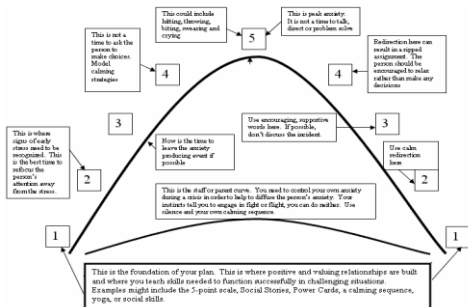 This could include
hitting, throwing,
biting, swearing and
crying
This is peak anxiety:
It is not a time to talk,
direct or problem solve
5
This is not a
time to ask the
person to make
choices. Model
calming
strategies
4
4
Redirection here can
result in a ripped
assignment. The
person should be
encouraged to relax
rather than make any
decisions
3
Use encouraging, supportive
words here. If possible,
don't discuss the incident.
3
This is where
signs of early
stress need to be
recognized. This is
the best time to
refocus the
person's attention
away from the stress.
2
Now is the time to
leave the anxiety
producing event if
possible
Use calm
redirection
here
2
This is the staff or parent curve. You need to control your own anxiety
during a crisis in order to help to diffuse the person's anxiety. Your
instincts tell you to engage in fight or flight, you can do neither. Use
silence and your own calming sequence.
1
1
This is the foundation of your plan. This is where positive and valuing relationships are built
and where you teach skills needed to function successfully in challenging situations.
Examples might include the 5-point scale, Social Stories, Power Cards, a calming sequence,
yoga, or social skills.